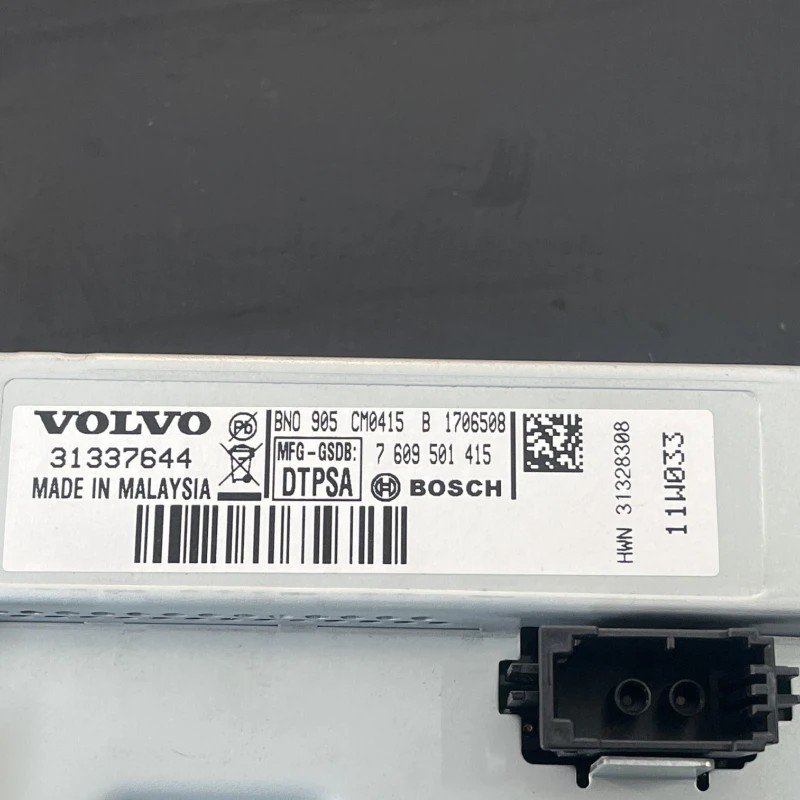 VOLVO
31337644
MADE IN MALAYSIA
Pb
BNO 905 CM0415 B 1706508
MFG-GSDB:
DTPSA
7 609 501 415
BOSCH
HWN 31328308
11W033